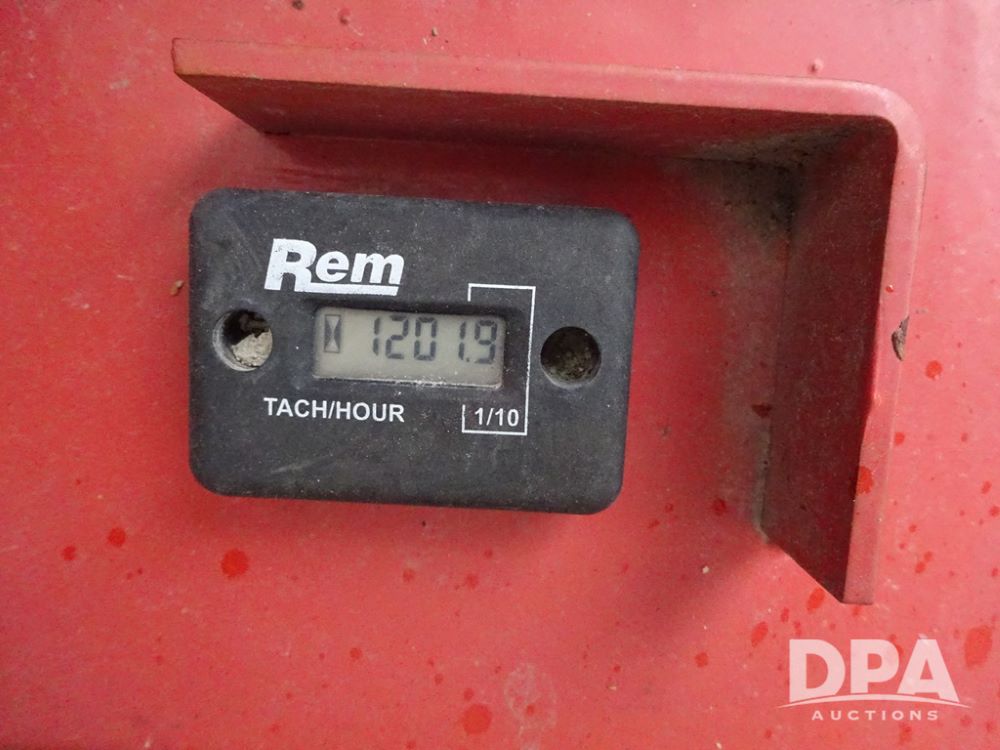 Rem
1201.9
TACH/HOUR 1/10
DPA
AUCTIONS